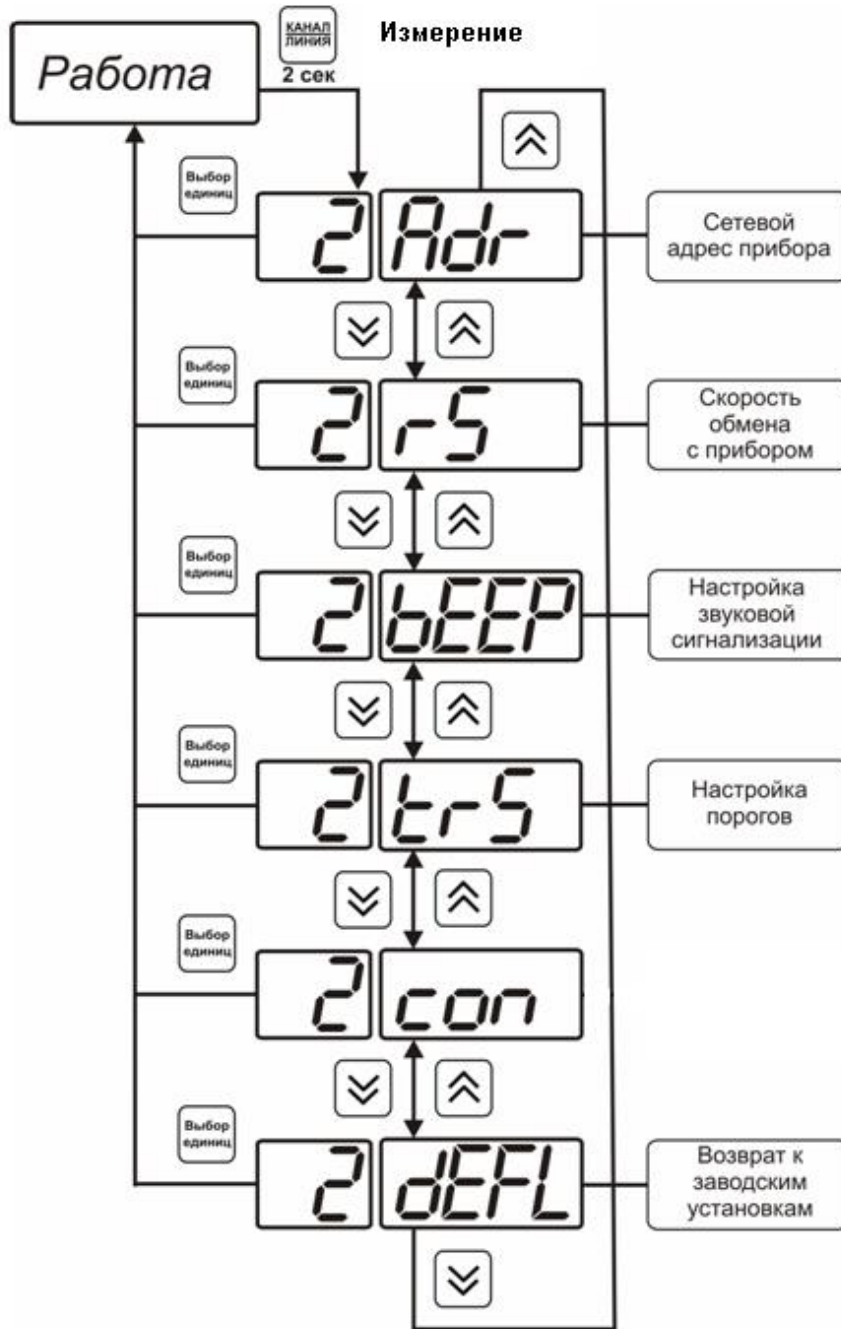 КАНАЛ
ЛИНИЯ
2 сек
Измерение
Работа
Выбор
единиц
2 Adr
Сетевой
адрес прибора
Выбор
единиц
2 rS
Скорость
обмена
с прибором
Выбор
единиц
2 bEEP
Настройка
звуковой
сигнализации
Выбор
единиц
2 trS
Настройка
порогов
Выбор
единиц
2 con
Выбор
единиц
2 dEFL
Возврат к
заводским
установкам